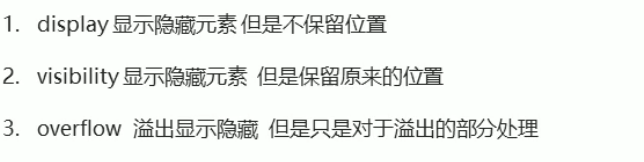 1. display 显示隐藏元素 但是不保留位置
2. visibility 显示隐藏元素 但是保留原来的位置
3. overflow 溢出显示隐藏 但是只是对于溢出的部分处理